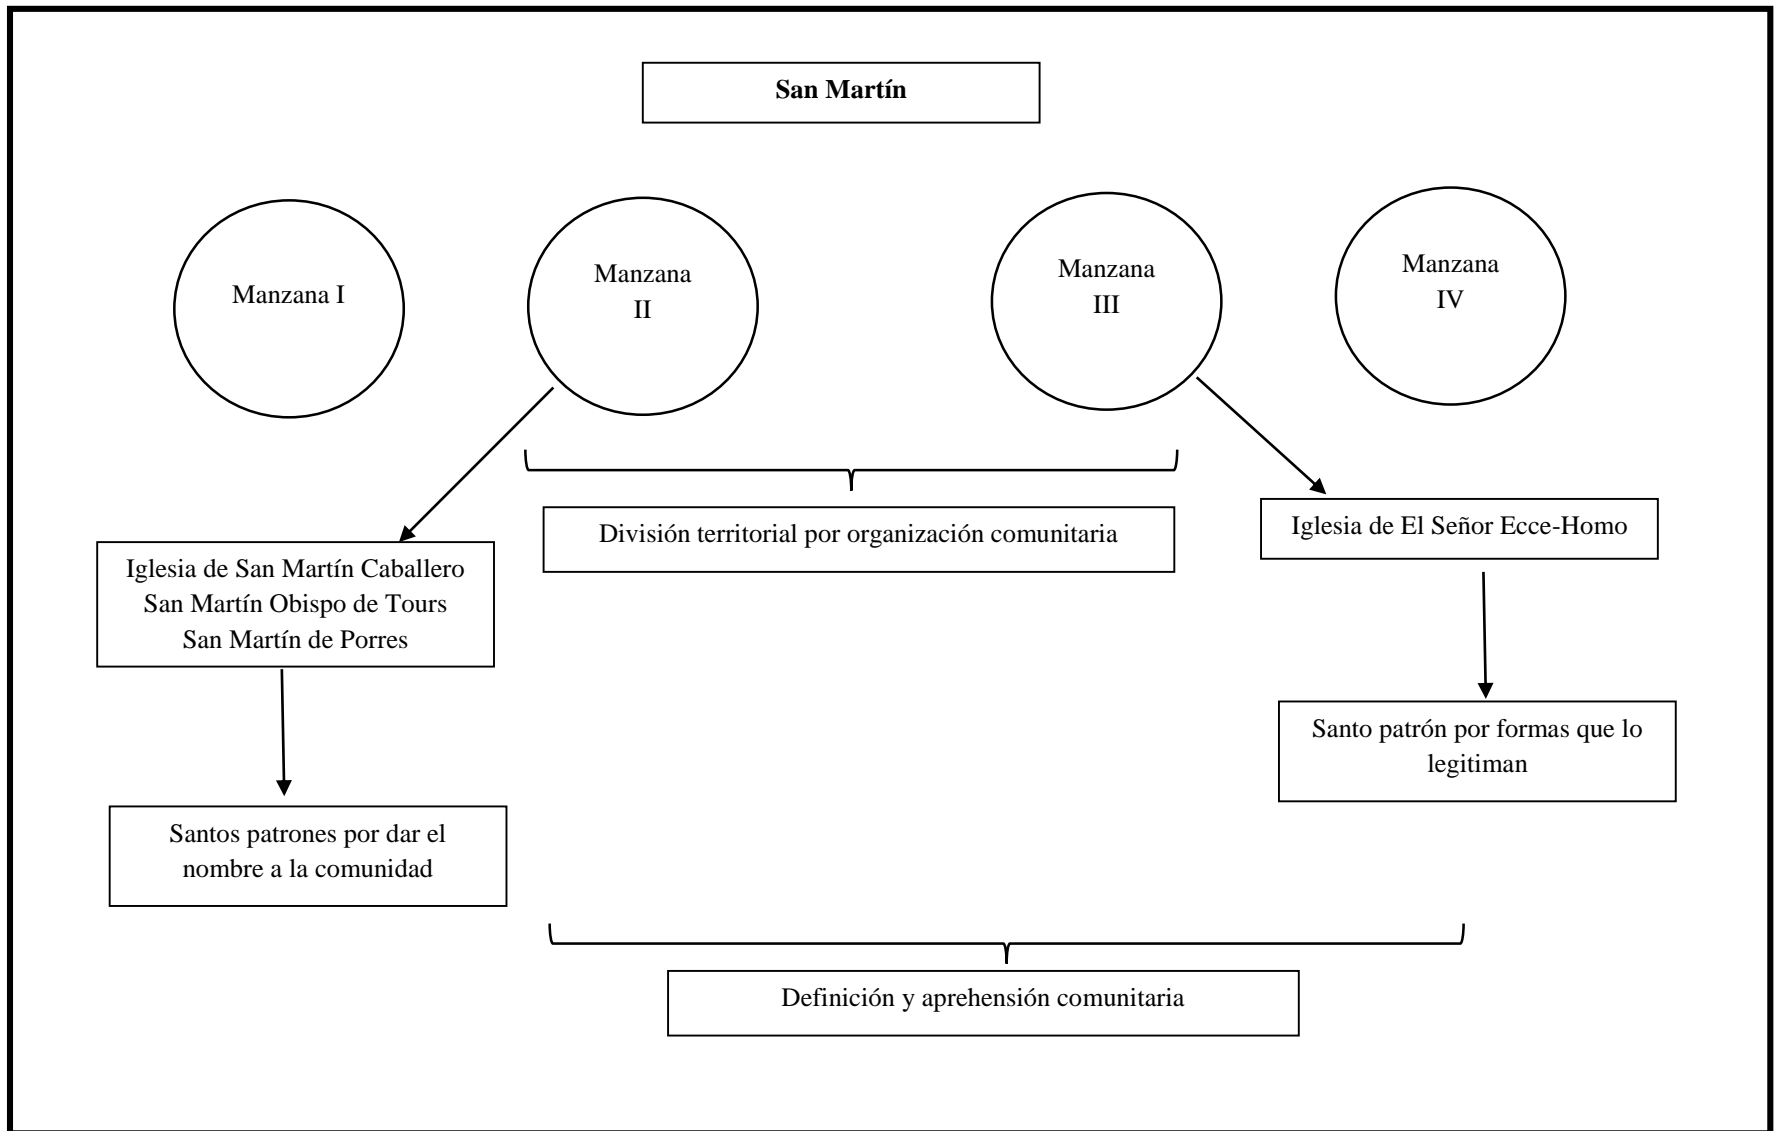 San Martín
Manzana I
Manzana
II
Manzana
III
Manzana
IV
División territorial por organización comunitaria
Iglesia de El Señor Ecce-Homo
Iglesia de San Martín Caballero
San Martín Obispo de Tours
San Martín de Porres
Santo patrón por formas que lo
legitiman
Santos patrones por dar el
nombre a la comunidad
Definición y aprehensión comunitaria